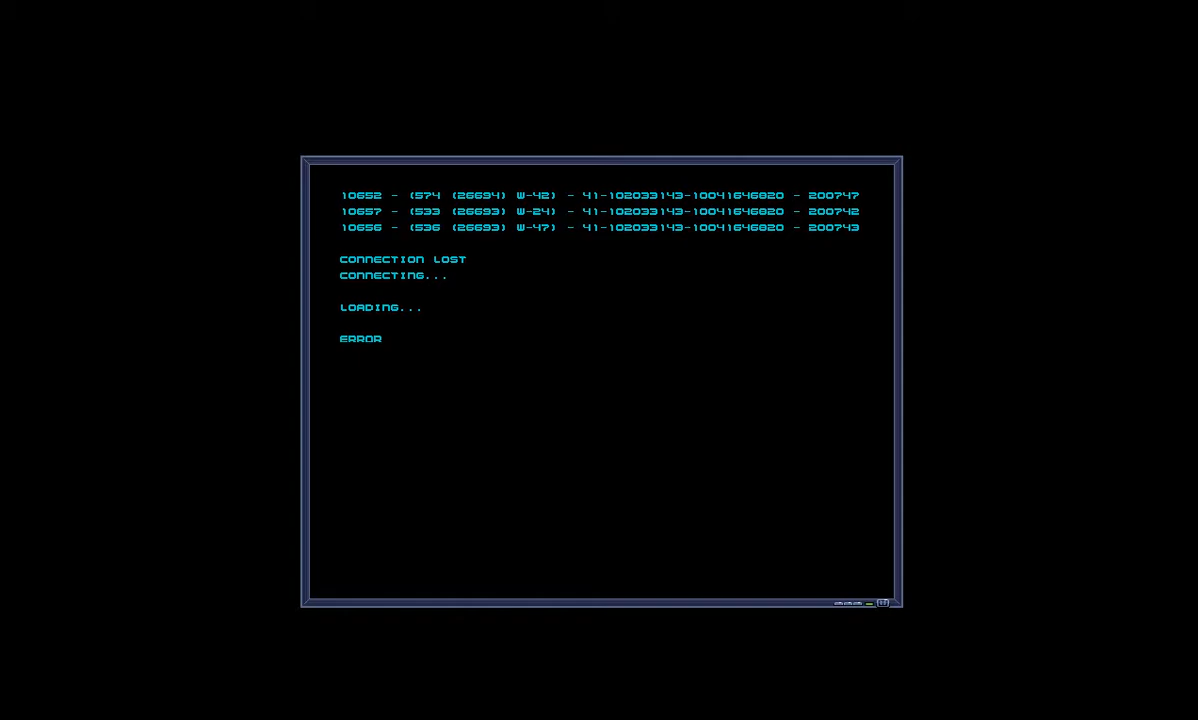 10652 - (574 (26694) W-42) - 41-102033143-10041646820 - 200747
10657 - (533 (26693) W-24) - 41-102033143-10041646820 - 200742
10656 - (536 (26693) W-47) - 41-102033143-10041646820 - 200743
CONNECTION LOST
CONNECTING...
LOADING...
ERROR